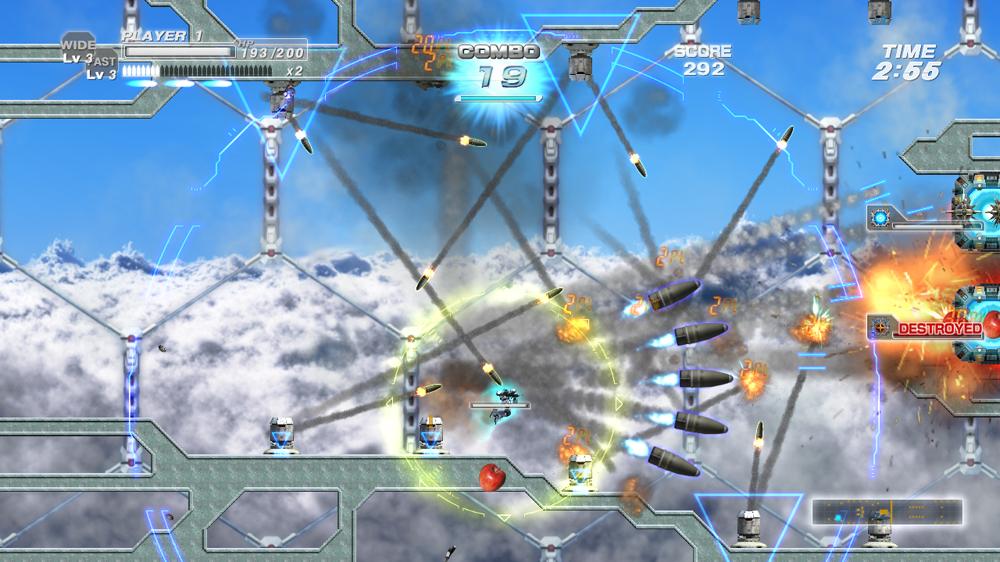 WIDE
Lv 3
FAST
Lv 3
PLAYER 1
HP
193/200
x2
COMBO
19
SCORE
292
TIME
2:55
DESTROYED